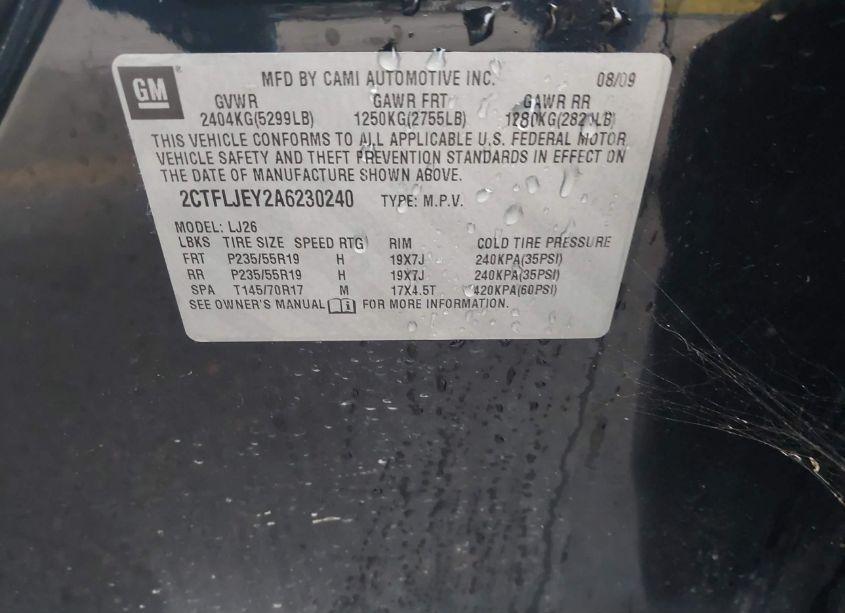 GM
MFD BY CAMI AUTOMOTIVE INC. 08/09
GVWR GAWR FRT GAWR RR
2404KG(5299LB) 1250KG(2755LB) 1280KG(2821LB)
THIS VEHICLE CONFORMS TO ALL APPLICABLE U.S. FEDERAL MOTOR
VEHICLE SAFETY AND THEFT PREVENTION STANDARDS IN EFFECT ON
THE DATE OF MANUFACTURE SHOWN ABOVE.
2CTFLJEY2A6230240 TYPE: M.P.V.
MODEL: LJ26
LBKS TIRE SIZE SPEED RTG RIM COLD TIRE PRESSURE
FRT P235/55R19 H 19X7J 240KPA(35PSI)
RR P235/55R19 H 19X7J 240KPA(35PSI)
SPA T145/70R17 M 17X4.5T 420KPA(60PSI)
SEE OWNER'S MANUAL FOR MORE INFORMATION.